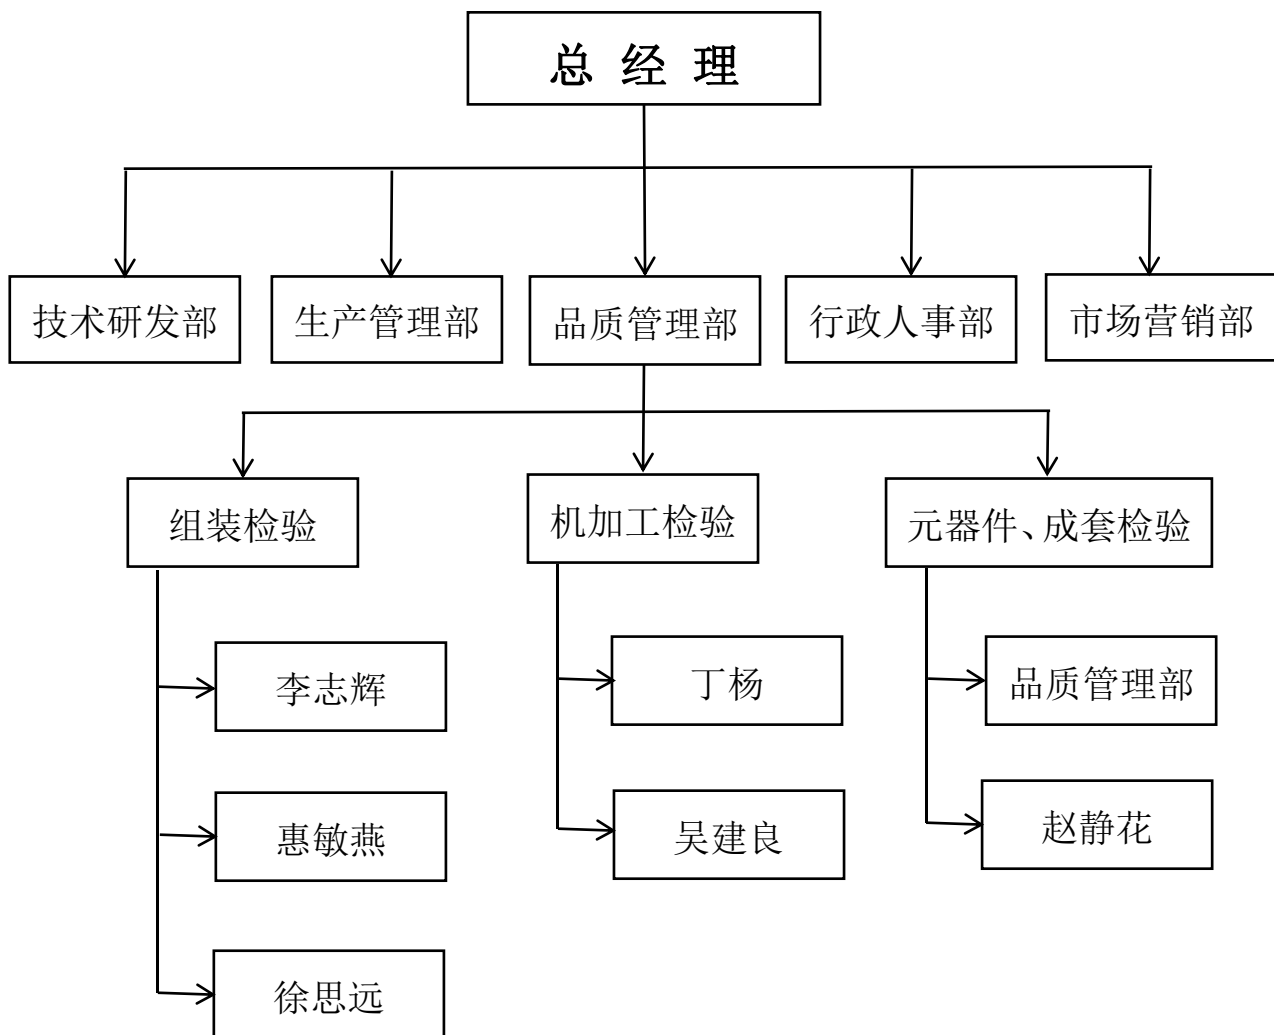 总 经 理
技术研发部
生产管理部
品质管理部
行政人事部
市场营销部
组装检验
机加工检验
元器件、成套检验
李志辉
丁杨
品质管理部
惠敏燕
吴建良
赵静花
徐思远